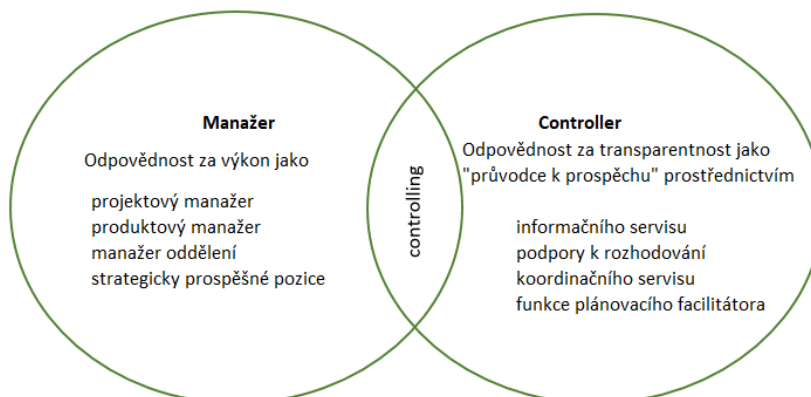 Manažer
Odpovědnost za výkon jako
projektový manažer
produktový manažer
manažer oddělení
strategicky prospěšné pozice
controlling
Controller
Odpovědnost za transparentnost jako
"průvodce k prospěchu" prostřednictvím
informačního servisu
podpory k rozhodování
koordinačního servisu
funkce plánovacího facilitátora